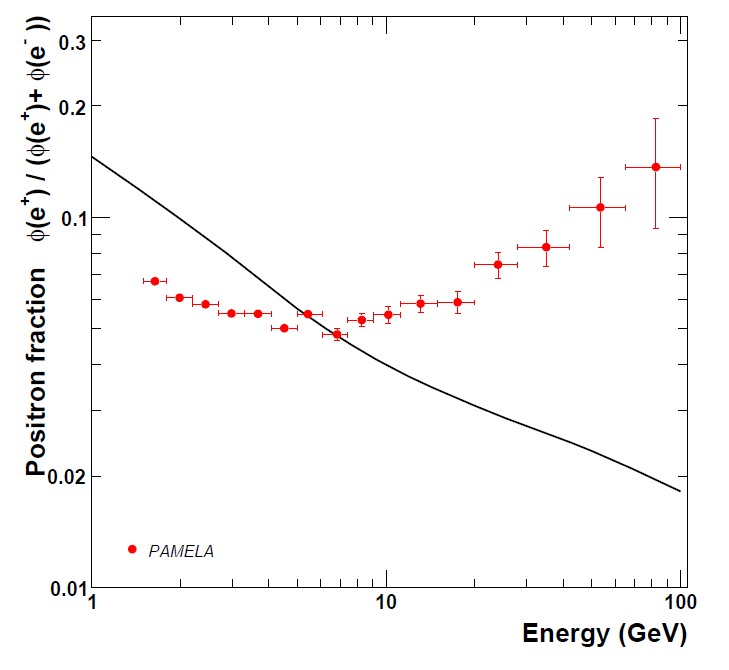 Positron fraction ϕ(e⁺) / (ϕ(e⁺)+ ϕ(e⁻))
0.3
0.2
0.1
0.02
0.01
PAMELA
1
10
100
Energy (GeV)